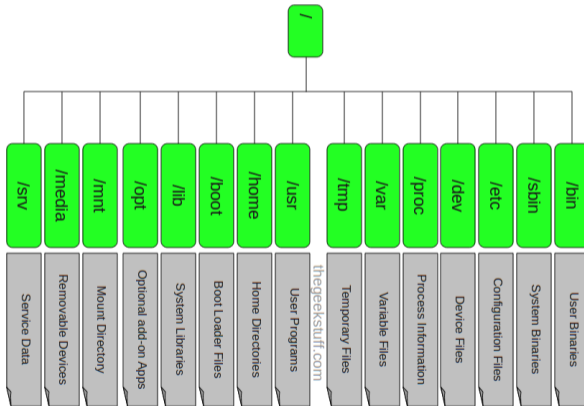 /
/bin
User Binaries
/sbin
System Binaries
/etc
Configuration Files
/dev
Device Files
/proc
Process Information
/var
Variable Files
/tmp
Temporary Files
/usr
User Programs
/home
Home Directories
/boot
Boot Loader Files
/lib
System Libraries
/opt
Optional add-on Apps
/mnt
Mount Directory
/media
Removable Devices
/srv
Service Data
thegeekstuff.com